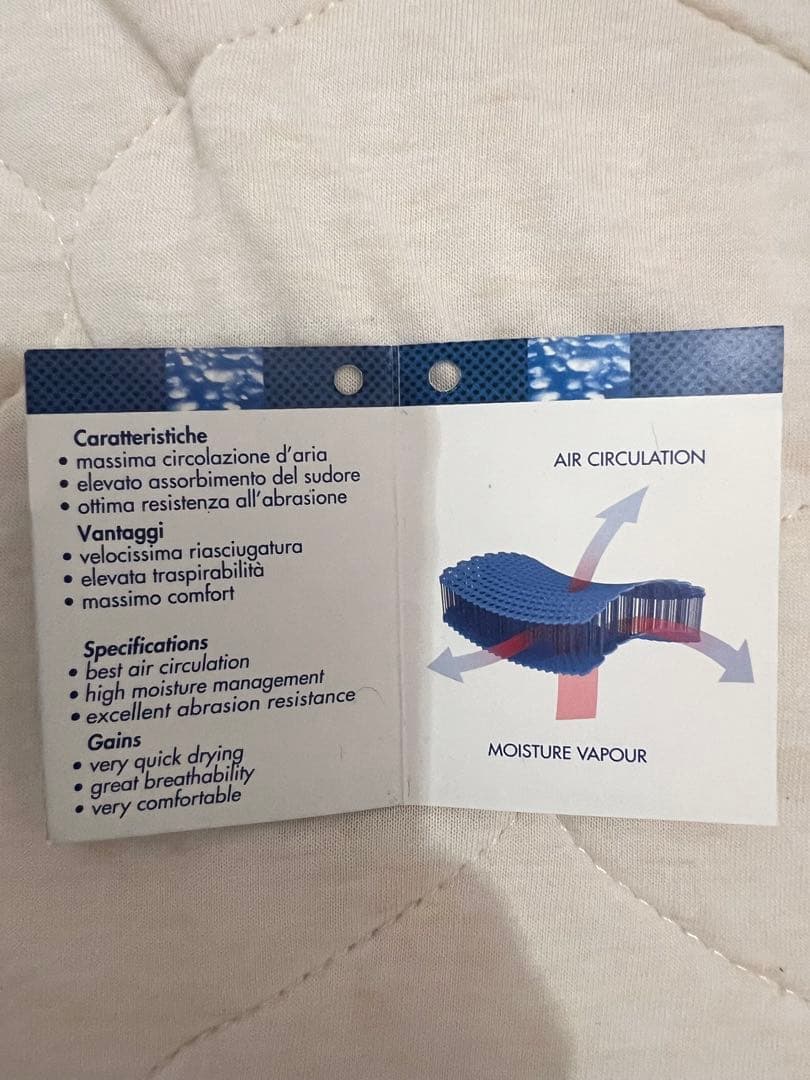 Caratteristiche
• massima circolazione d'aria
• elevato assorbimento del sudore
• ottima resistenza all'abrasione
Vantaggi
• velocissima riasciugatura
• elevata traspirabilità
• massimo comfort
Specifications
• best air circulation
• high moisture management
• excellent abrasion resistance
Gains
• very quick drying
• great breathability
• very comfortable
AIR CIRCULATION
MOISTURE VAPOUR